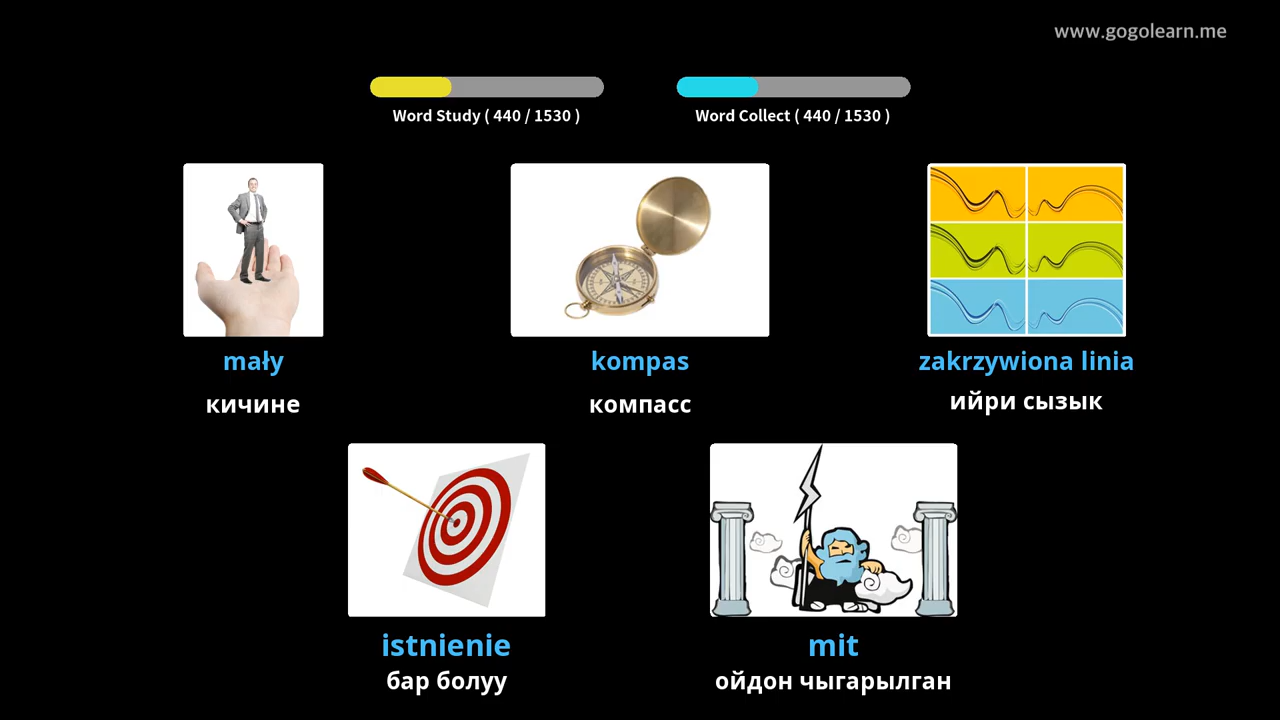 www.gogolearn.me
Word Study ( 440 / 1530 )
Word Collect ( 440 / 1530 )
mały
kompas
zakrzywiona linia
кичине
компасс
ийри сызык
istnienie
mit
бар болуу
ойдон чыгарылган